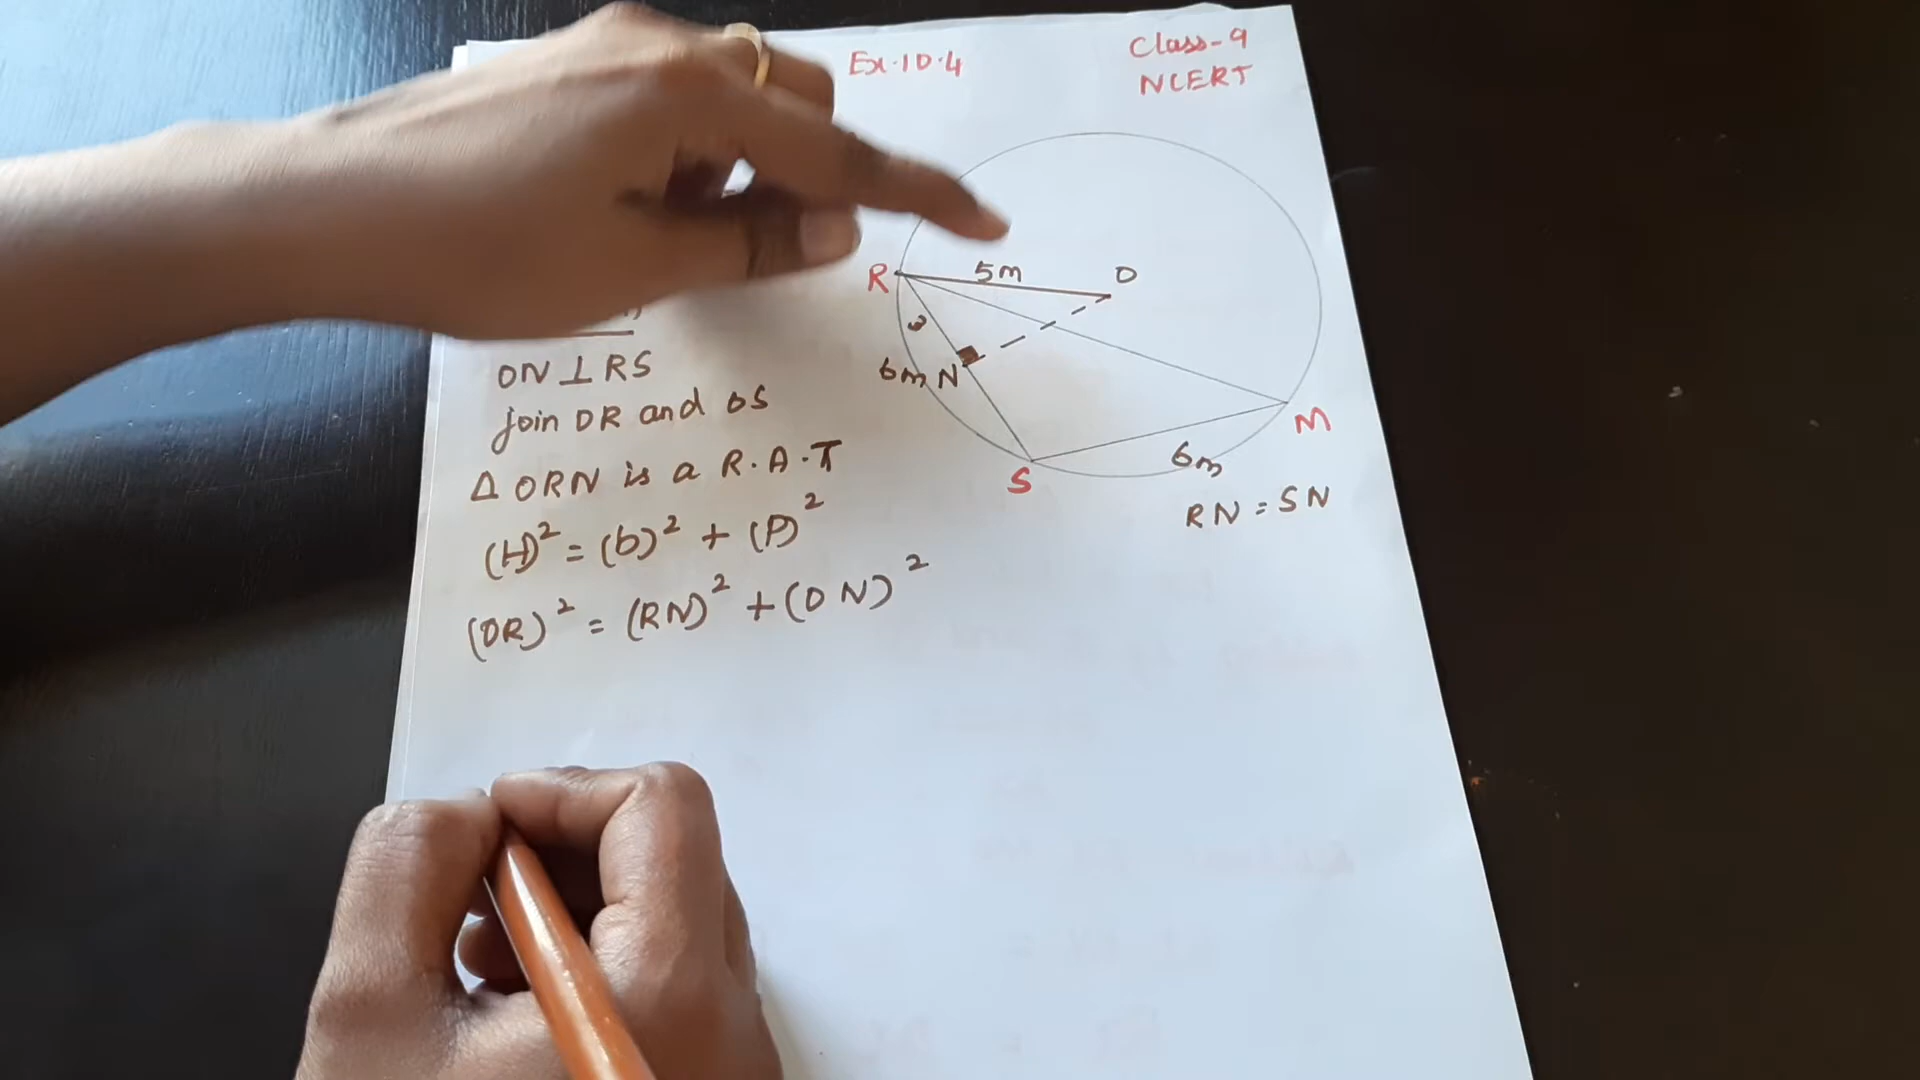 Ex.10.4
Class-9
NCERT
R
5m
O
3
6m
N
M
S
6m
RN = SN
ON ⊥ RS
join OR and OS
Δ ORN is a R.A.T
(H)² = (b)² + (P)²
(OR)² = (RN)² + (ON)²